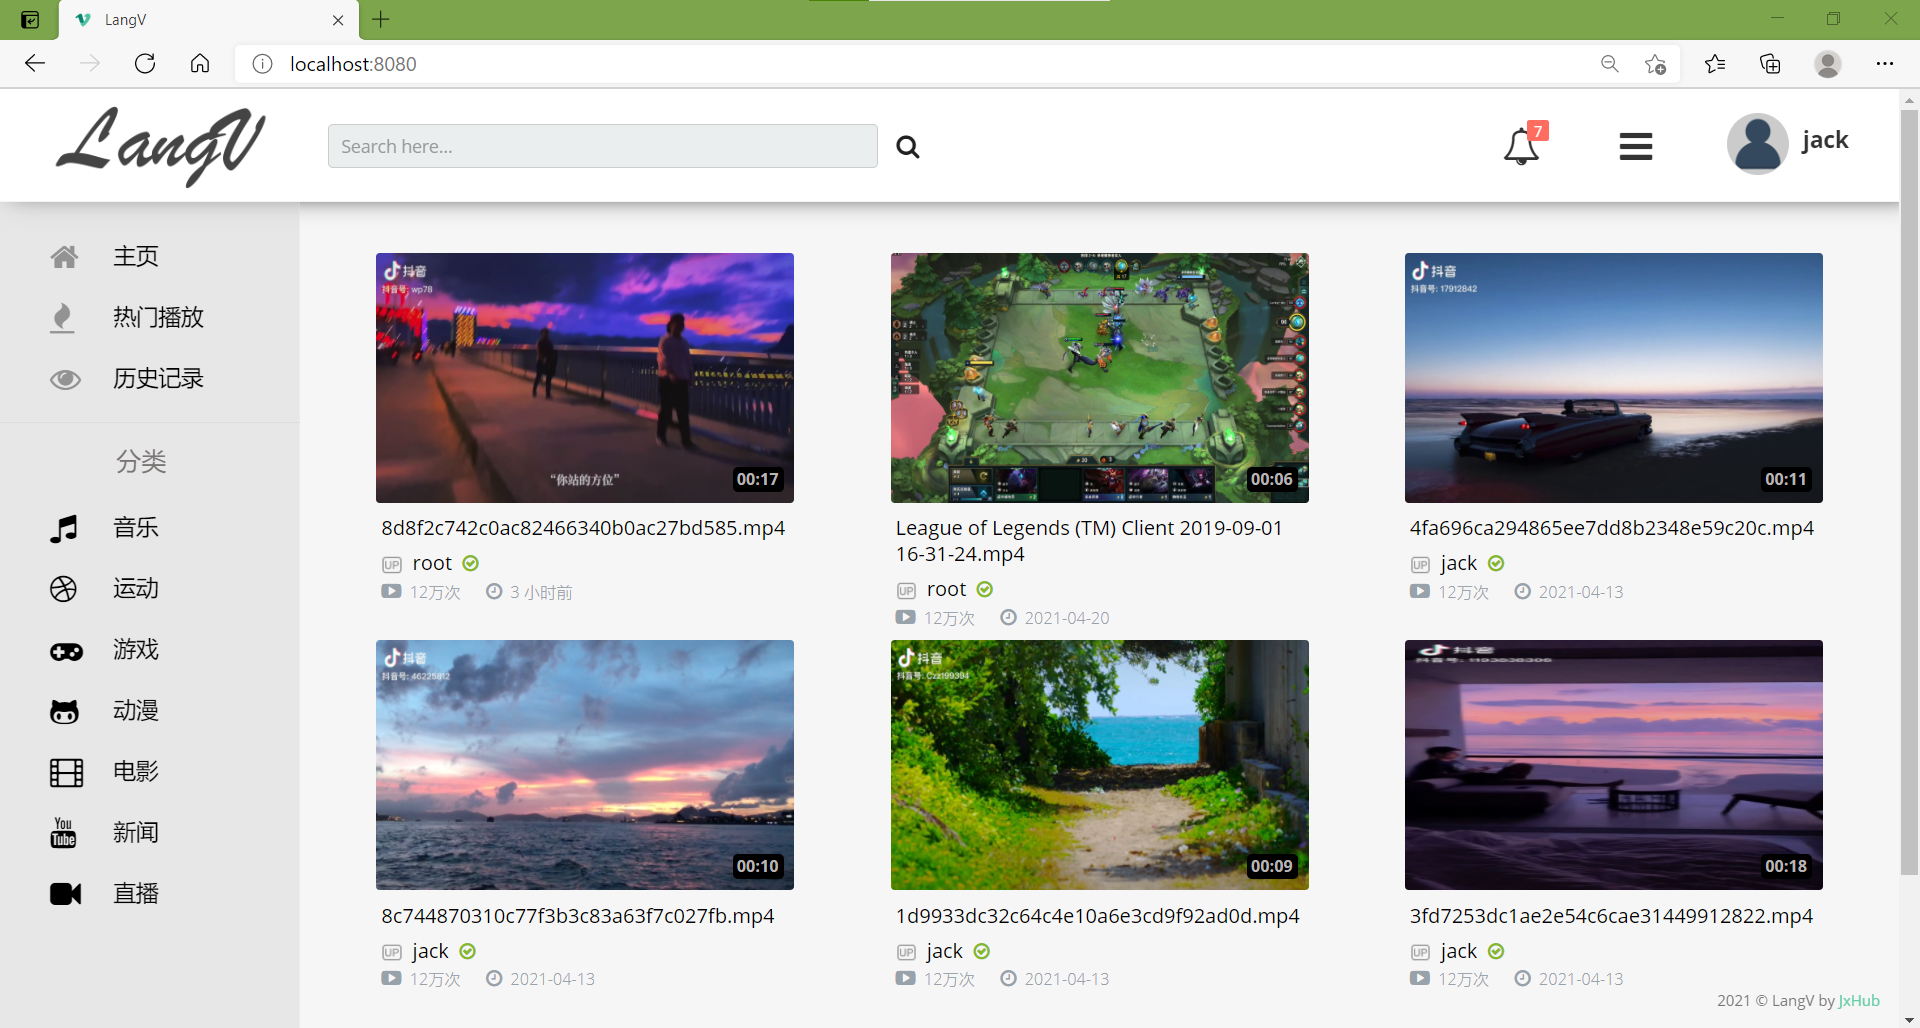 LangV
localhost:8080
LangV
Search here...
7
jack
主页
热门播放
历史记录
分类
音乐
运动
游戏
动漫
电影
You
Tube
新闻
直播
抖音
抖音号: wp78
“你站的方位”
00:17
8d8f2c742c0ac82466340b0ac27bd585.mp4
UP root
12万次 3 小时前
00:06
League of Legends (TM) Client 2019-09-01
16-31-24.mp4
UP root
12万次 2021-04-20
抖音
抖音号: 17912842
00:11
4fa696ca294865ee7dd8b2348e59c20c.mp4
UP jack
12万次 2021-04-13
抖音
抖音号: 46225812
00:10
8c744870310c77f3b3c83a63f7c027fb.mp4
UP jack
12万次 2021-04-13
抖音
抖音号: Czz199394
00:09
1d9933dc32c64c4e10a6e3cd9f92ad0d.mp4
UP jack
12万次 2021-04-13
抖音
00:18
3fd7253dc1ae2e54c6cae31449912822.mp4
UP jack
12万次 2021-04-13
2021 © LangV by JxHub